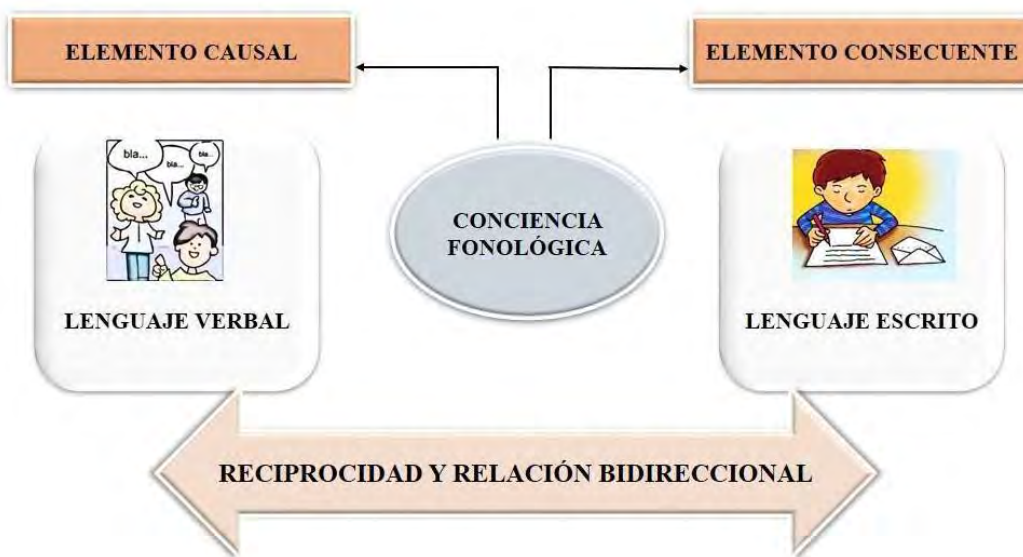 ELEMENTO CAUSAL
ELEMENTO CONSECUENTE
bla...
bla...
bla...
CONCIENCIA
FONOLÓGICA
LENGUAJE VERBAL
LENGUAJE ESCRITO
RECIPROCIDAD Y RELACIÓN BIDIRECCIONAL